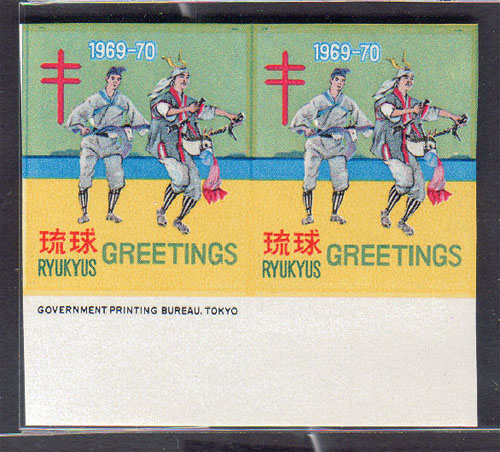 1969-70
琉球
RYUKYUS GREETINGS
1969-70
琉球
RYUKYUS GREETINGS
GOVERNMENT PRINTING BUREAU, TOKYO